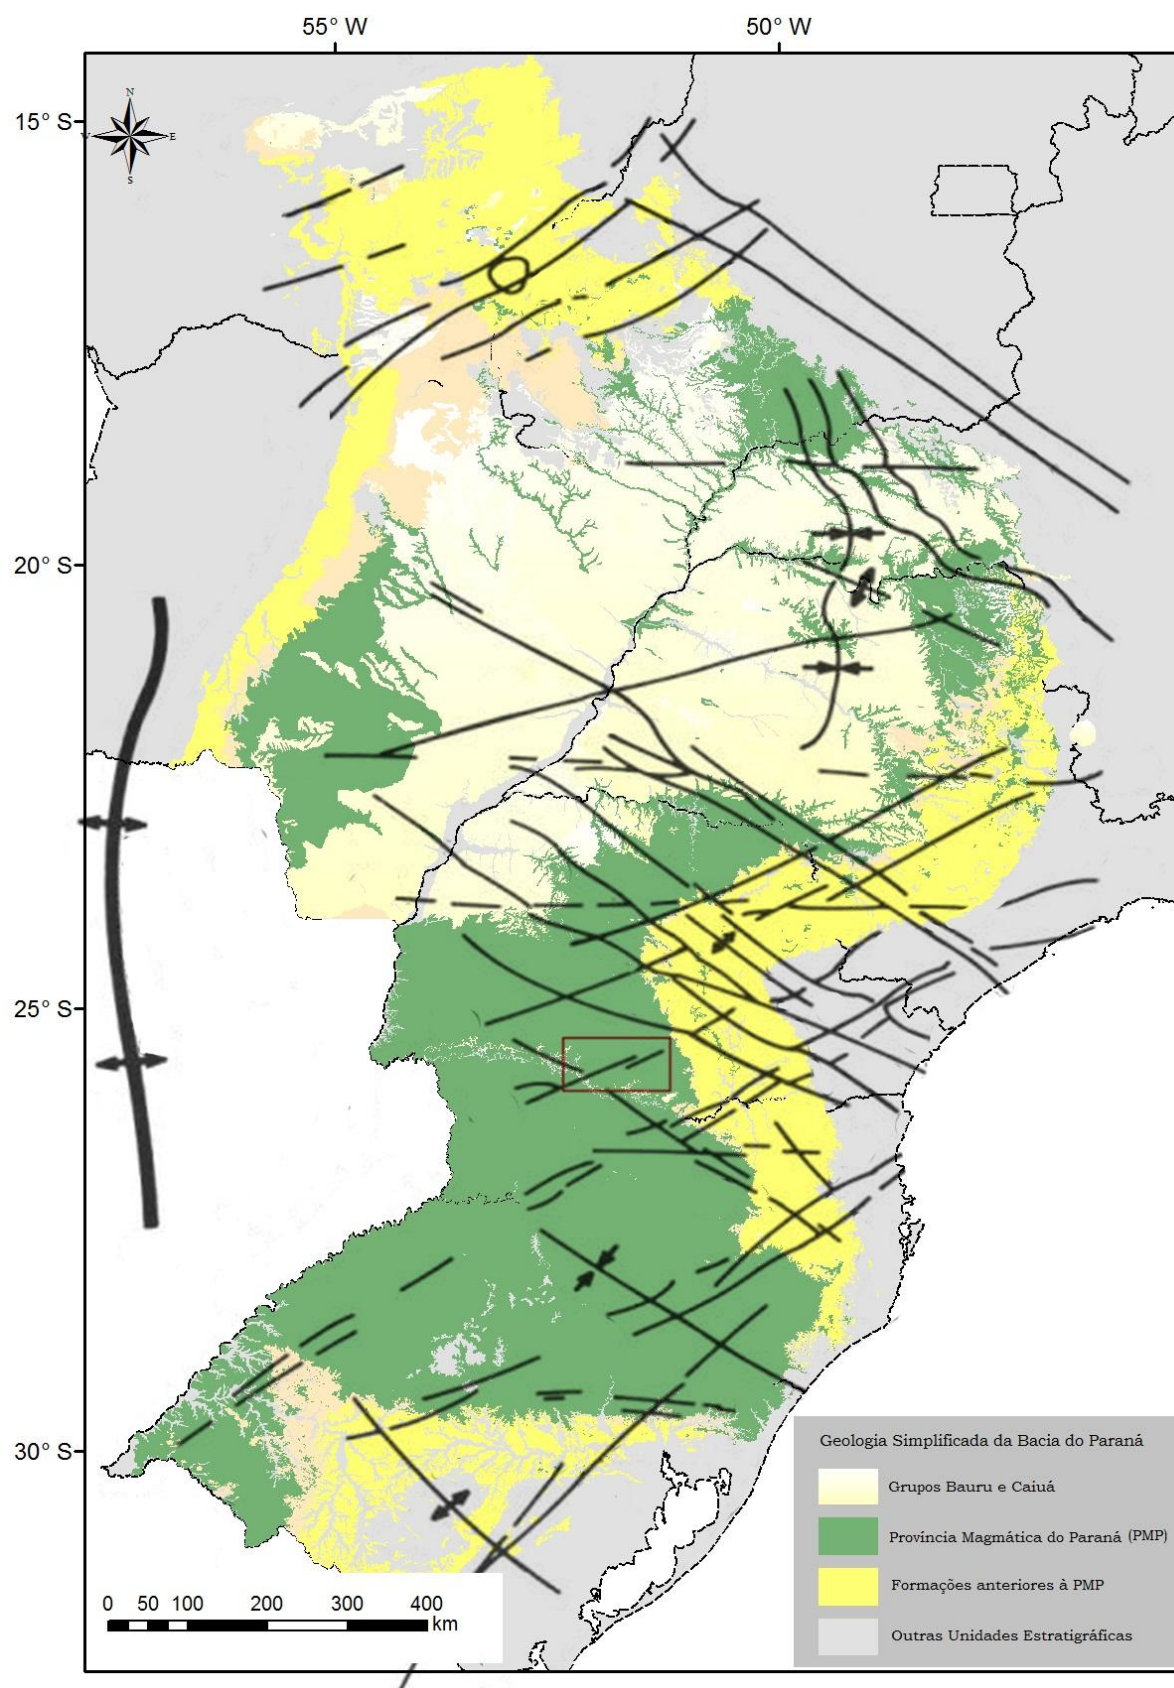 55° W 50° W
15° S
N
W E
S
20° S
25° S
30° S
Geologia Simplificada da Bacia do Paraná
Grupos Bauru e Caiuá
Província Magmática do Paraná (PMP)
Formações anteriores à PMP
Outras Unidades Estratigráficas
0 50 100 200 300 400
km